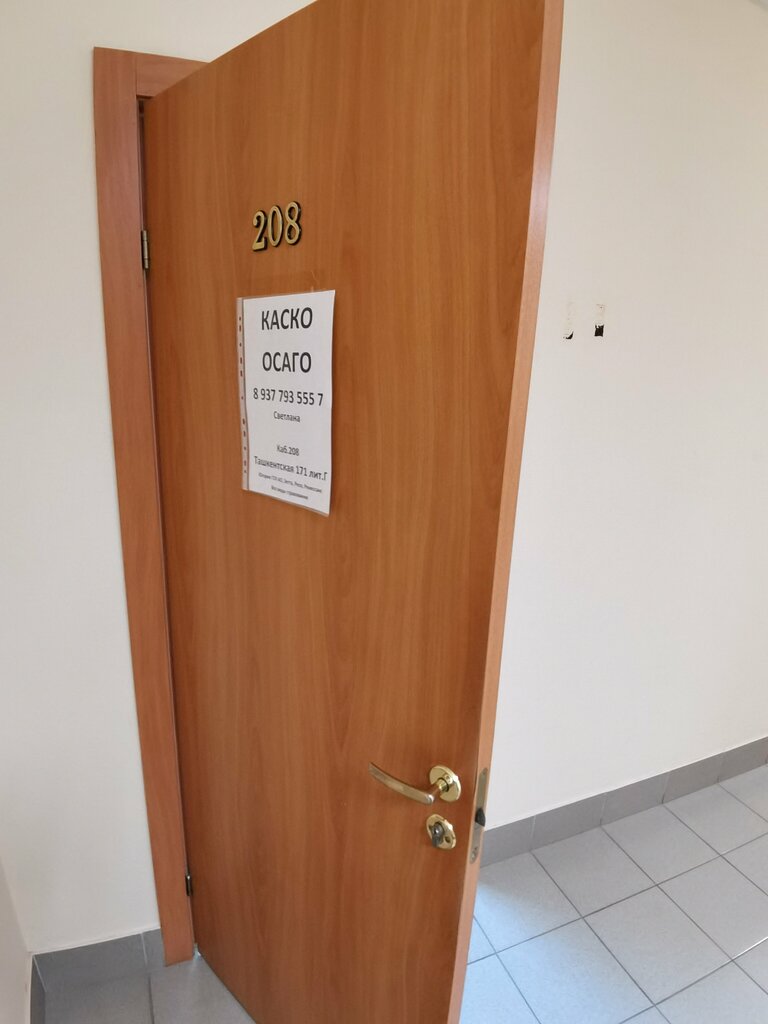 208
КАСКО
ОСАГО
8 937 793 555 7
Светлана
Каб.208
Ташкентская 171 лит.Г